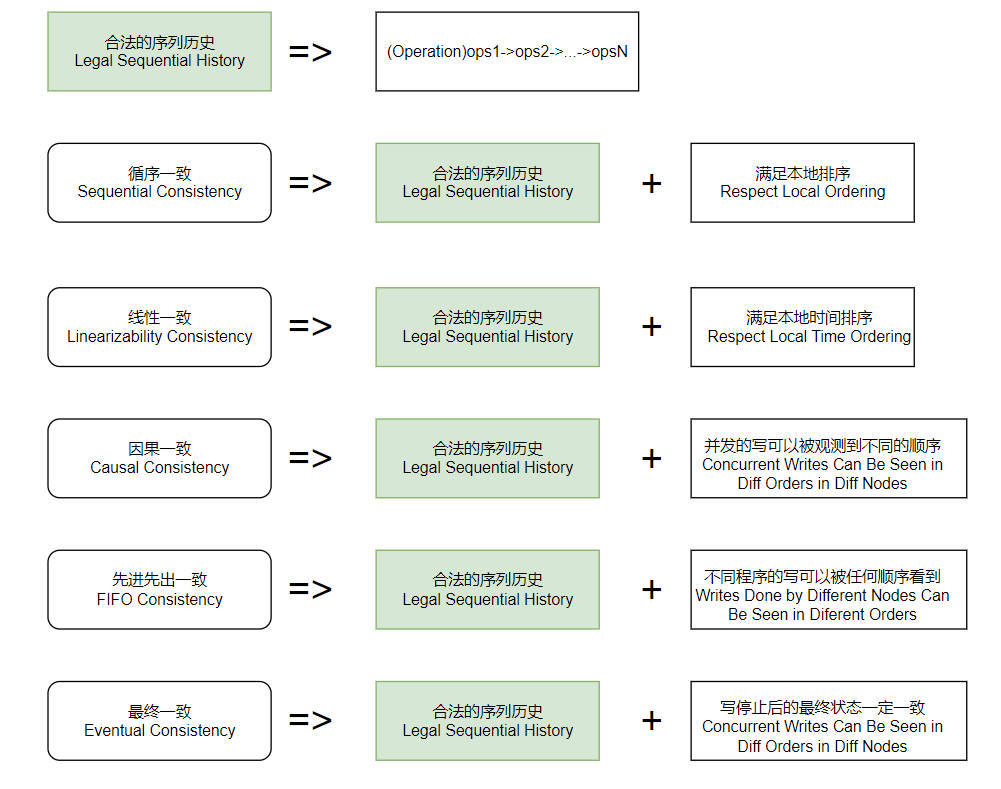 合法的序列历史
Legal Sequential History
=>
(Operation)ops1->ops2->...->opsN
循序一致
Sequential Consistency
=>
合法的序列历史
Legal Sequential History
+
满足本地排序
Respect Local Ordering
线性一致
Linearizability Consistency
=>
合法的序列历史
Legal Sequential History
+
满足本地时间排序
Respect Local Time Ordering
因果一致
Causal Consistency
=>
合法的序列历史
Legal Sequential History
+
并发的写可以被观测到不同的顺序
Concurrent Writes Can Be Seen in
Diff Orders in Diff Nodes
先进先出一致
FIFO Consistency
=>
合法的序列历史
Legal Sequential History
+
不同程序的写可以被任何顺序看到
Writes Done by Different Nodes Can
Be Seen in Diferent Orders
最终一致
Eventual Consistency
=>
合法的序列历史
Legal Sequential History
+
写停止后的最终状态一定一致
Concurrent Writes Can Be Seen in
Diff Orders in Diff Nodes